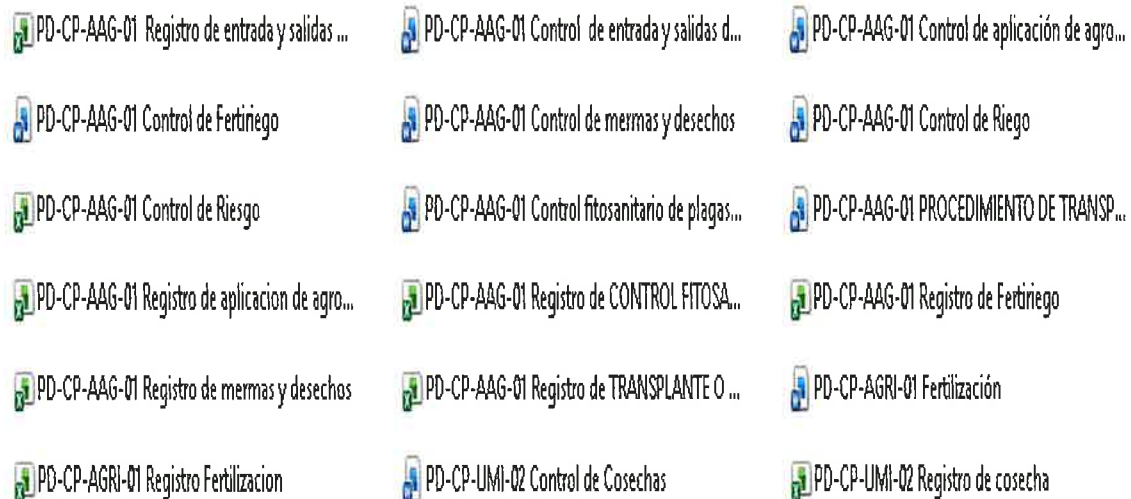 PD-CP-AAG-01 Registro de entrada y salidas ...
PD-CP-AAG-01 Control de entrada y salidas d...
PD-CP-AAG-01 Control de aplicación de agro...
PD-CP-AAG-01 Control de Fertiriego
PD-CP-AAG-01 Control de mermas y desechos
PD-CP-AAG-01 Control de Riego
PD-CP-AAG-01 Control de Riesgo
PD-CP-AAG-01 Control fitosanitario de plagas...
PD-CP-AAG-01 PROCEDIMIENTO DE TRANSP...
PD-CP-AAG-01 Registro de aplicacion de agro...
PD-CP-AAG-01 Registro de CONTROL FITOSA...
PD-CP-AAG-01 Registro de Fertiriego
PD-CP-AAG-01 Registro de mermas y desechos
PD-CP-AAG-01 Registro de TRANSPLANTE O ...
PD-CP-AGRI-01 Fertilización
PD-CP-AGRI-01 Registro Fertilizacion
PD-CP-UMI-02 Control de Cosechas
PD-CP-UMI-02 Registro de cosecha